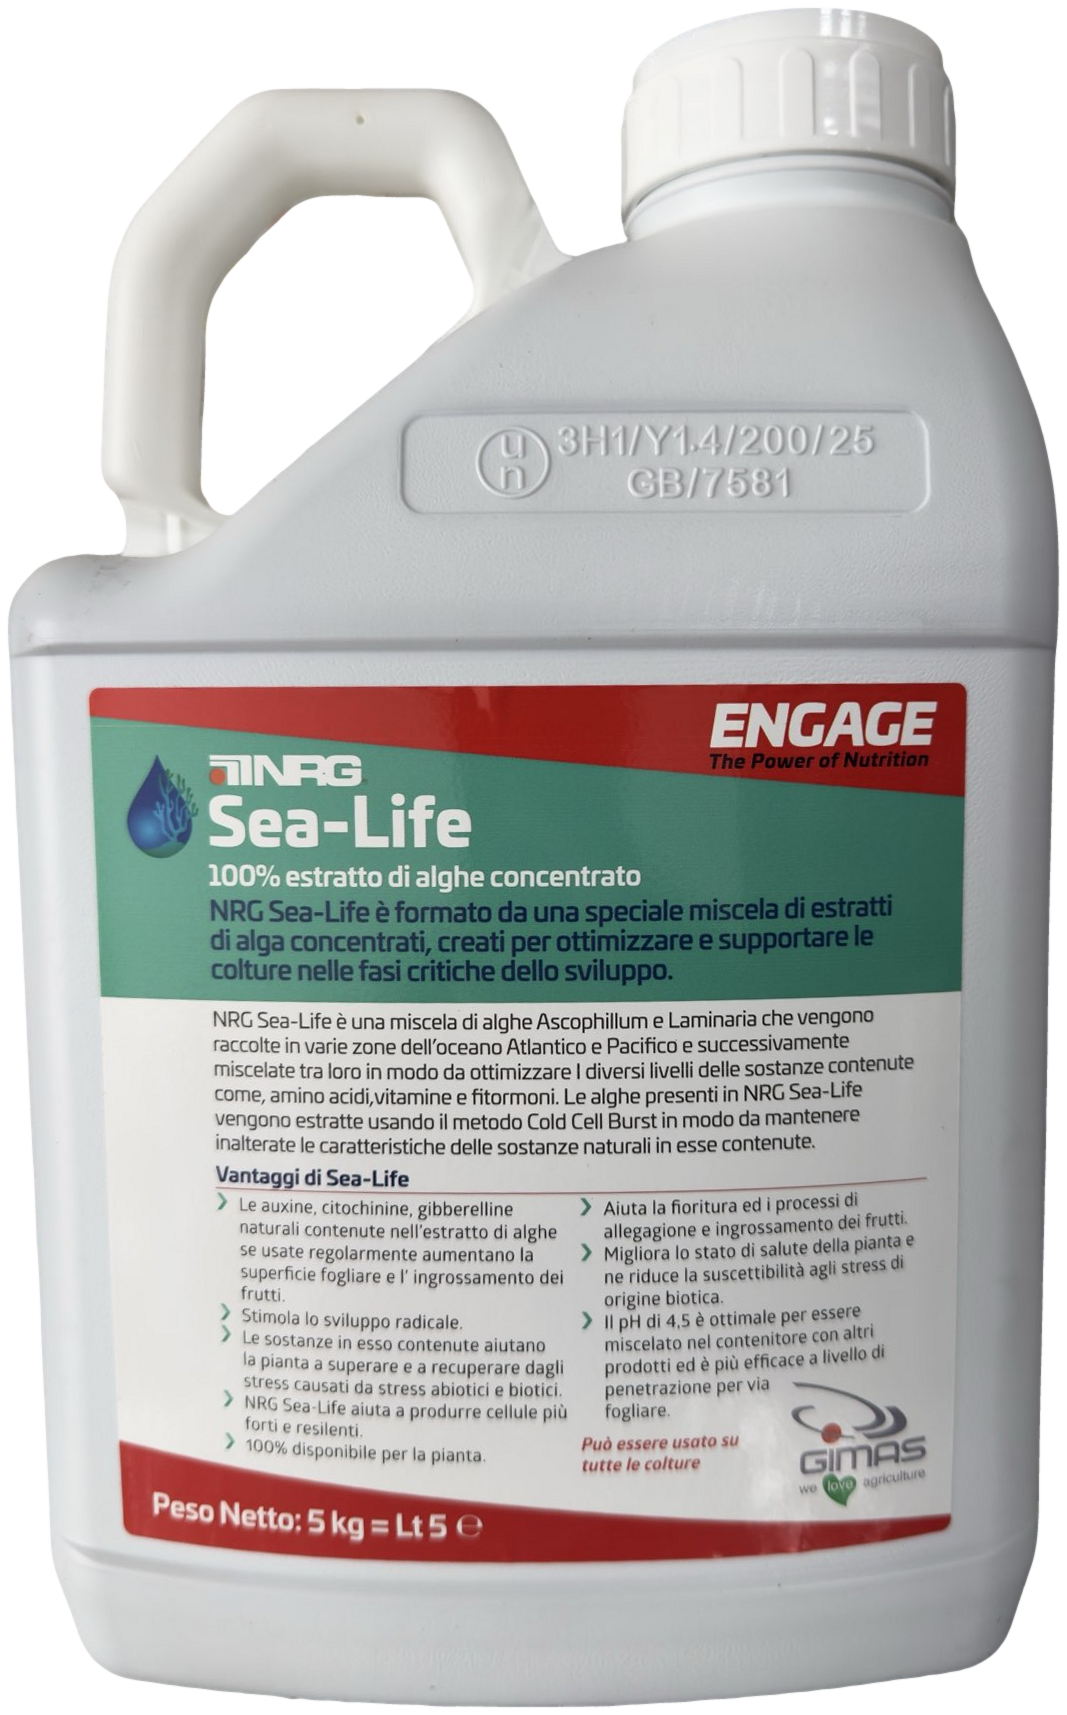 un 3H1/Y1.4/200/25
GB/7581
ENGAGE
The Power of Nutrition
NRG
Sea-Life
100% estratto di alghe concentrato
NRG Sea-Life è formato da una speciale miscela di estratti
di alga concentrati, creati per ottimizzare e supportare le
colture nelle fasi critiche dello sviluppo.
NRG Sea-Life è una miscela di alghe Ascophillum e Laminaria che vengono
raccolte in varie zone dell'oceano Atlantico e Pacifico e successivamente
miscelate tra loro in modo da ottimizzare I diversi livelli delle sostanze contenute
come, amino acidi,vitamine e fitormoni. Le alghe presenti in NRG Sea-Life
vengono estratte usando il metodo Cold Cell Burst in modo da mantenere
inalterate le caratteristiche delle sostanze naturali in esse contenute.
Vantaggi di Sea-Life
Le auxine, citochinine, gibberelline
naturali contenute nell'estratto di alghe
se usate regolarmente aumentano la
superficie fogliare e l' ingrossamento dei
frutti.
Stimola lo sviluppo radicale.
Le sostanze in esso contenute aiutano
la pianta a superare e a recuperare dagli
stress causati da stress abiotici e biotici.
NRG Sea-Life aiuta a produrre cellule più
forti e resilenti.
100% disponibile per la pianta.
Aiuta la fioritura ed i processi di
allegagione e ingrossamento dei frutti.
Migliora lo stato di salute della pianta e
ne riduce la suscettibilità agli stress di
origine biotica.
Il pH di 4,5 è ottimale per essere
miscelato nel contenitore con altri
prodotti ed è più efficace a livello di
penetrazione per via
fogliare.
Può essere usato su
tutte le colture
GIMAS
we love agriculture
Peso Netto: 5 kg = Lt 5 ℮